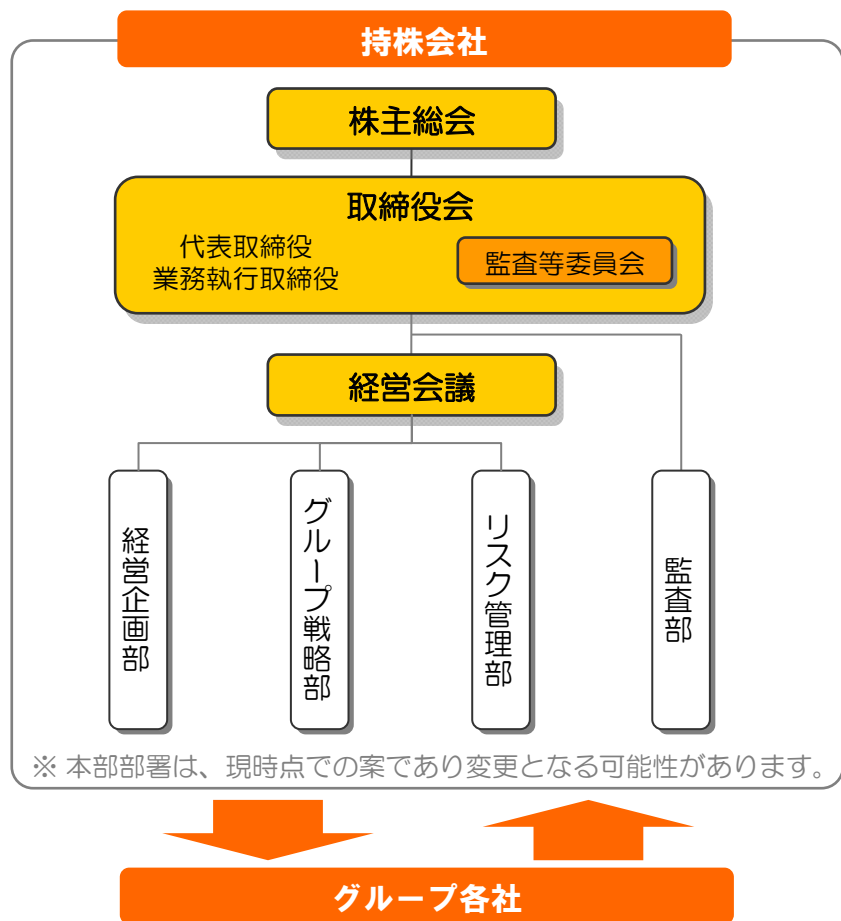 持株会社
株主総会
取締役会
代表取締役
業務執行取締役
監査等委員会
経営会議
経営企画部
グループ戦略部
リスク管理部
監査部
※ 本部部署は、現時点での案であり変更となる可能性があります。
グループ各社